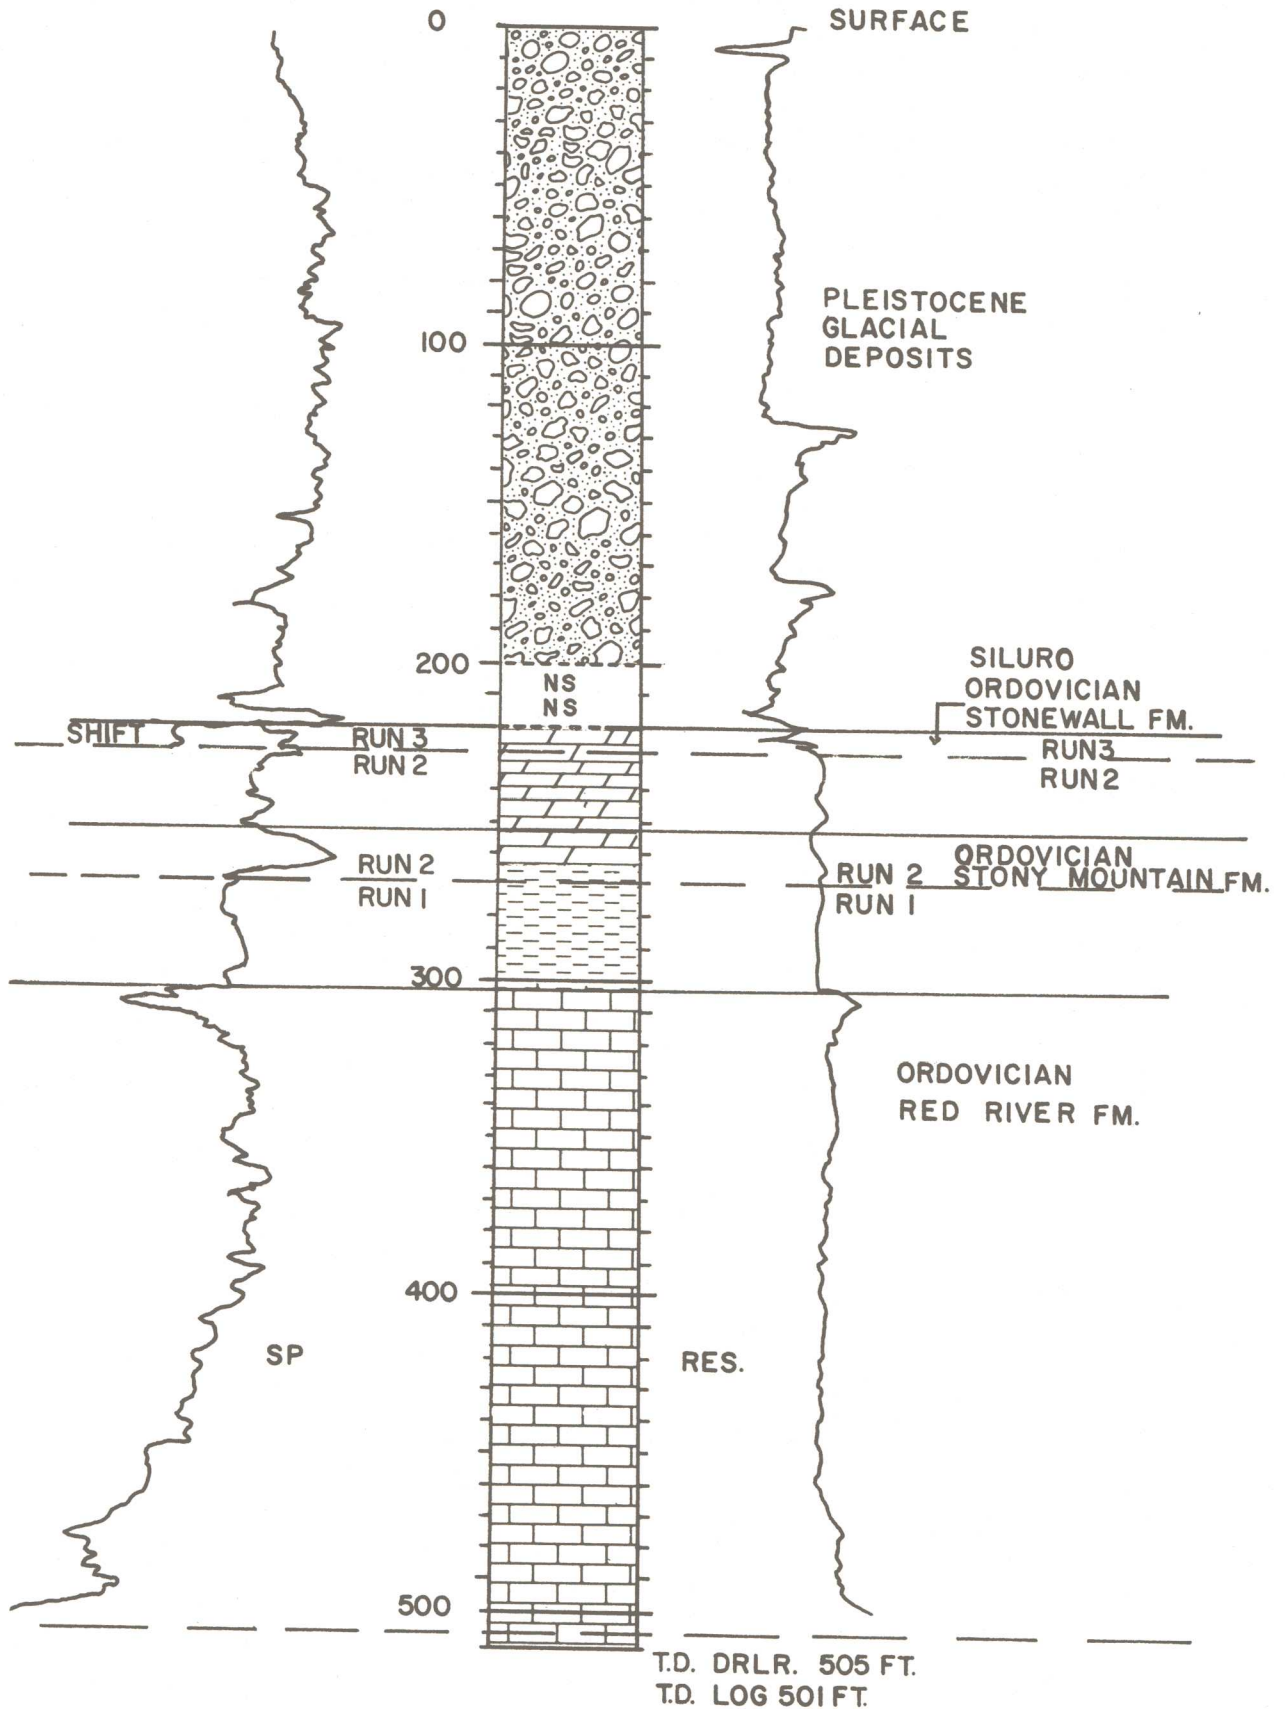 0
SURFACE
PLEISTOCENE
GLACIAL
DEPOSITS
100
200
NS
NS
SILURO
ORDOVICIAN
STONEWALL FM.
SHIFT
RUN 3
RUN 2
RUN3
RUN2
RUN 2
RUN 1
RUN 2
RUN 1
ORDOVICIAN
STONY MOUNTAIN FM.
300
ORDOVICIAN
RED RIVER FM.
400
SP
RES.
500
T.D. DRLR. 505 FT.
T.D. LOG 501 FT.